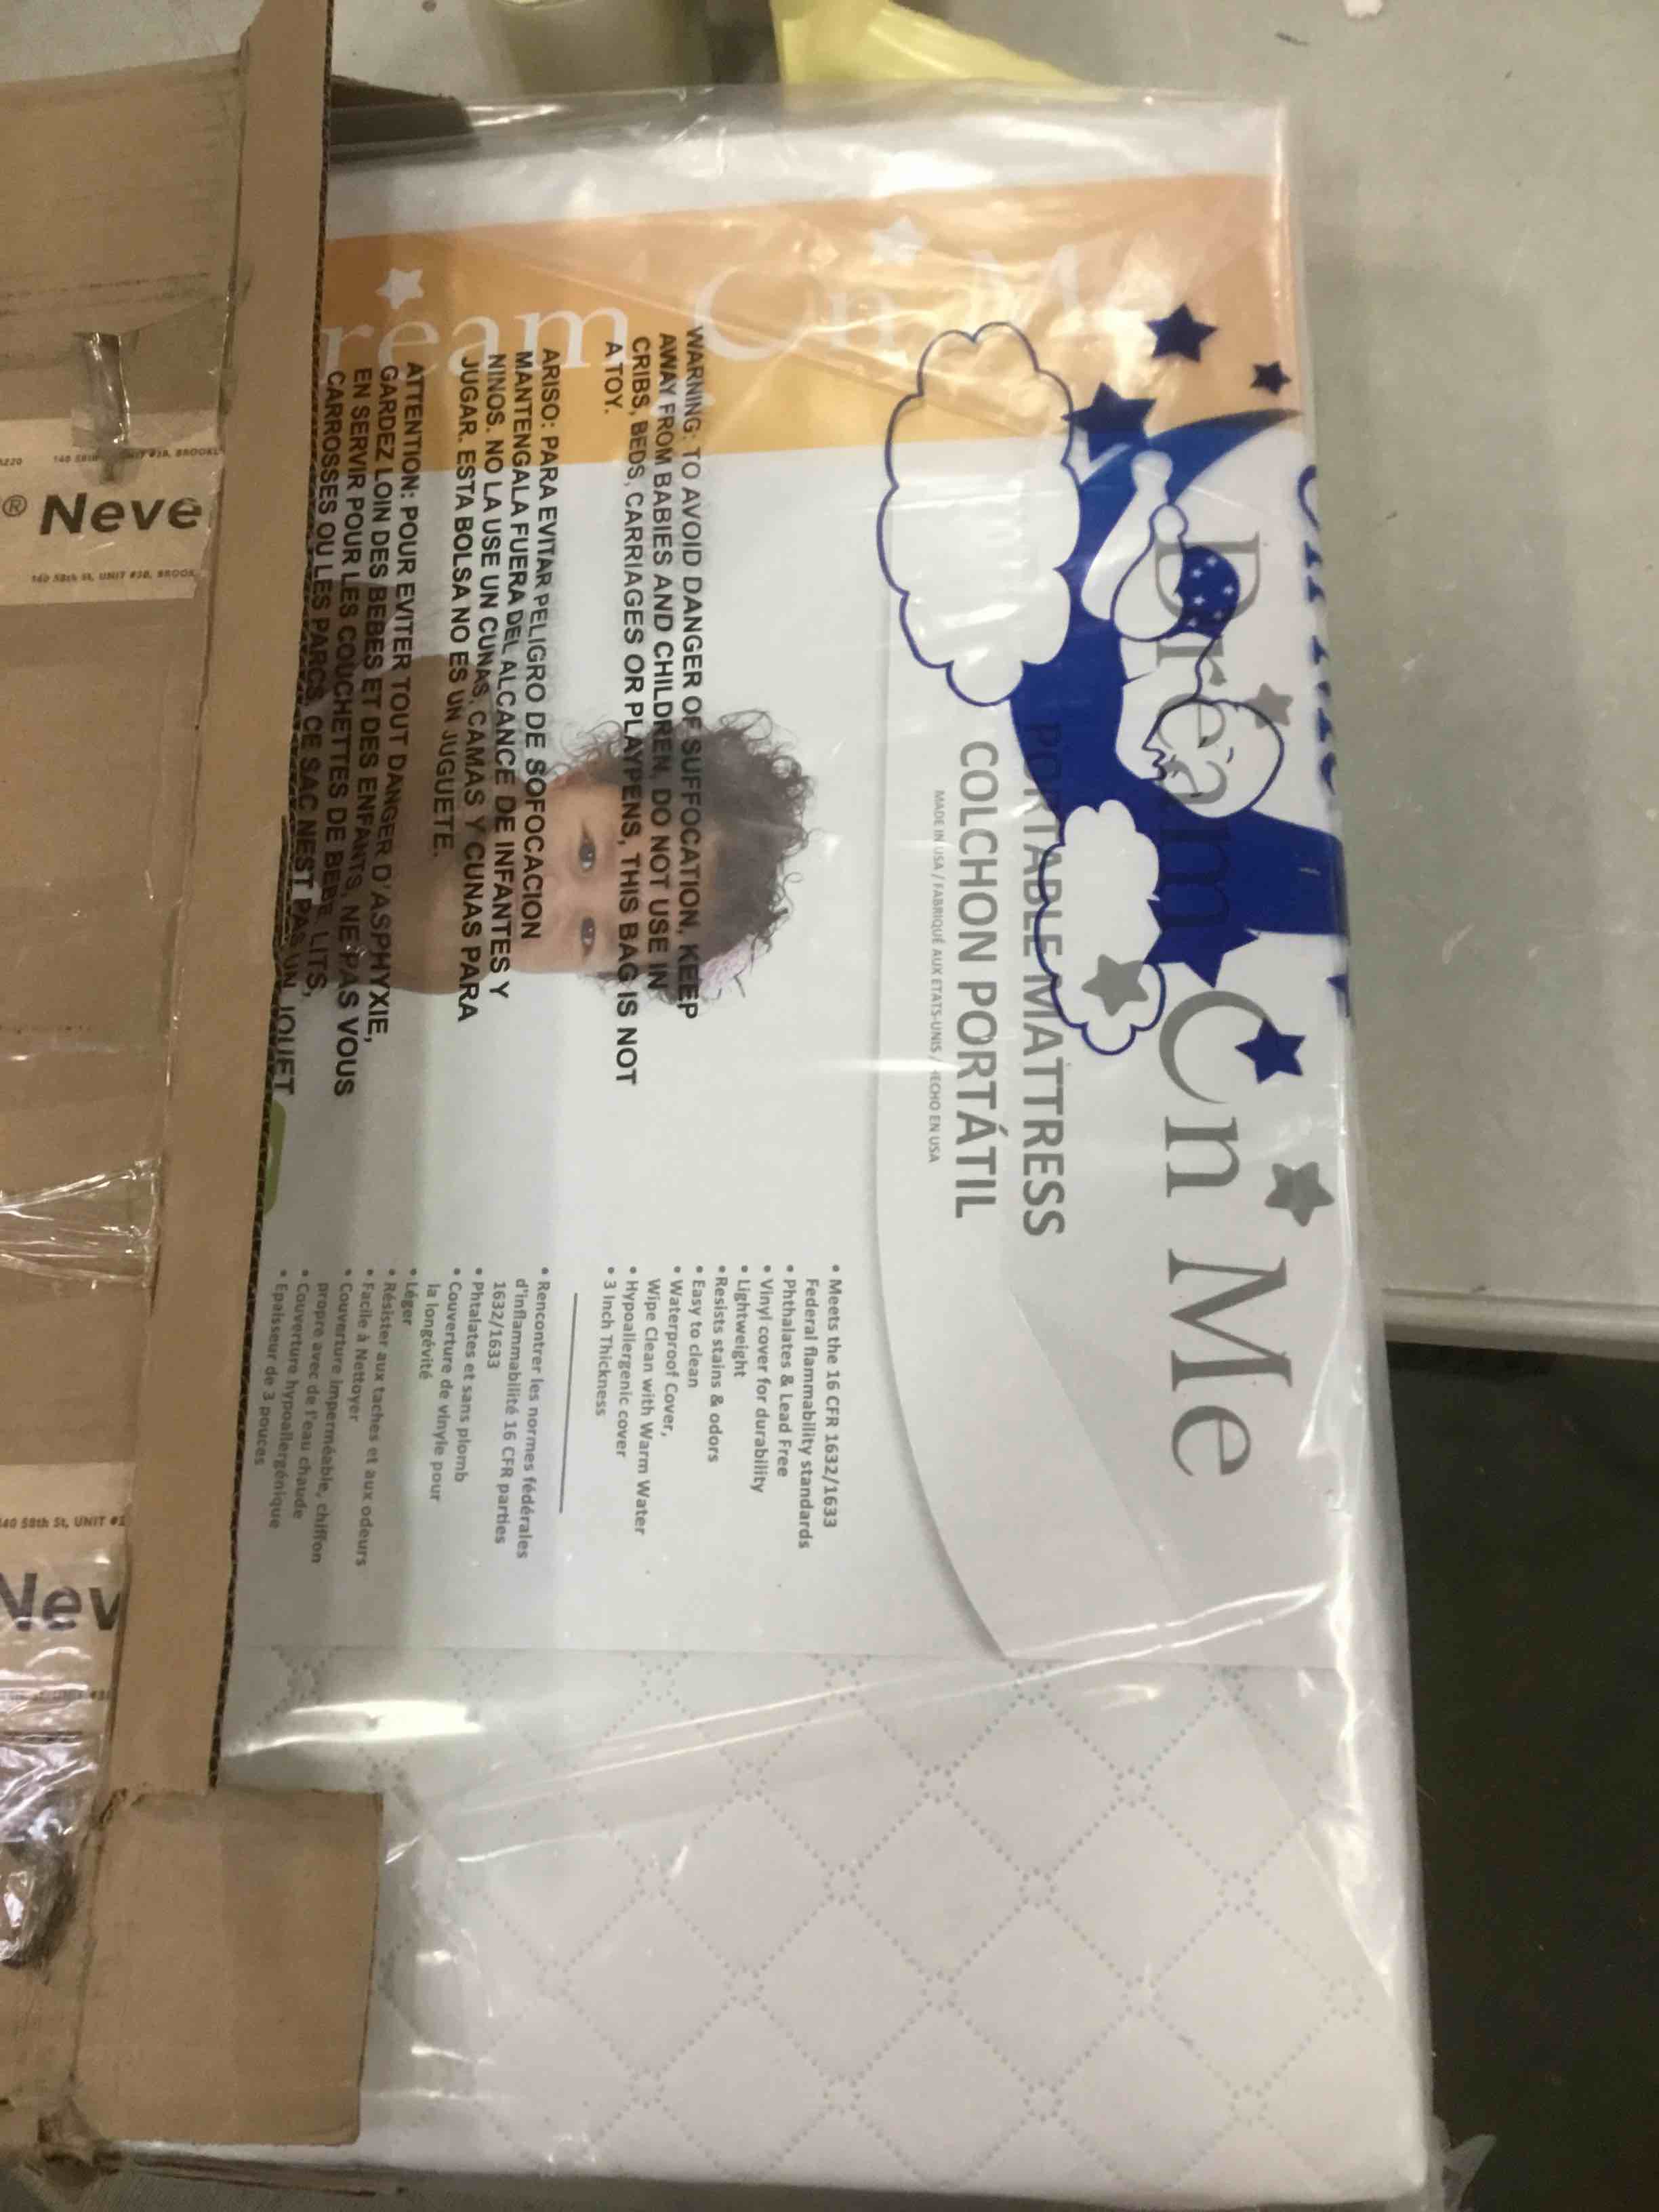 Dream On Me
PORTABLE MATTRESS
COLCHON PORTÁTIL
MADE IN USA / FABRIQUÉ AUX ETATS-UNIS / HECHO EN USA
ream On Me
WARNING: TO AVOID DANGER OF SUFFOCATION, KEEP
AWAY FROM BABIES AND CHILDREN. DO NOT USE IN
CRIBS, BEDS, CARRIAGES OR PLAYPENS, THIS BAG IS NOT
A TOY.
ARISO: PARA EVITAR PELIGRO DE SOFOCACION
MANTENGALA FUERA DEL ALCANCE DE INFANTES Y
NINOS. NO LA USE UN CUNAS, CAMAS Y CUNAS PARA
JUGAR. ESTA BOLSA NO ES UN JUGUETE.
ATTENTION: POUR EVITER TOUT DANGER D'ASPHYXIE,
GARDEZ LOIN DES BEBES ET DES ENFANTS, NE PAS VOUS
EN SERVIR POUR LES COUCHETTES DE BEBE, LITS,
CARROSSES OU LES PARCS. CE SAC NEST PAS UN JOUET
• Meets the 16 CFR 1632/1633
Federal flammability standards
• Phthalates & Lead Free
• Vinyl cover for durability
• Lightweight
• Resists stains & odors
• Easy to clean
• Waterproof Cover,
Wipe Clean with Warm Water
• Hypoallergenic cover
• 3 Inch Thickness
• Rencontrer les normes fédérales
d'inflammabilité 16 CFR parties
1632/1633
• Phtalates et sans plomb
• Couverture de vinyle pour
la longévité
• Léger
• Résister aux taches et aux odeurs
• Facile à Nettoyer
• Couverture imperméable, chiffon
propre avec de l'eau chaude
• Couverture hypoallergénique
• Epaisseur de 3 pouces
® Neve
140 58th St, UNIT #3B, BROOK
140 58th St, UNIT #3
Nev